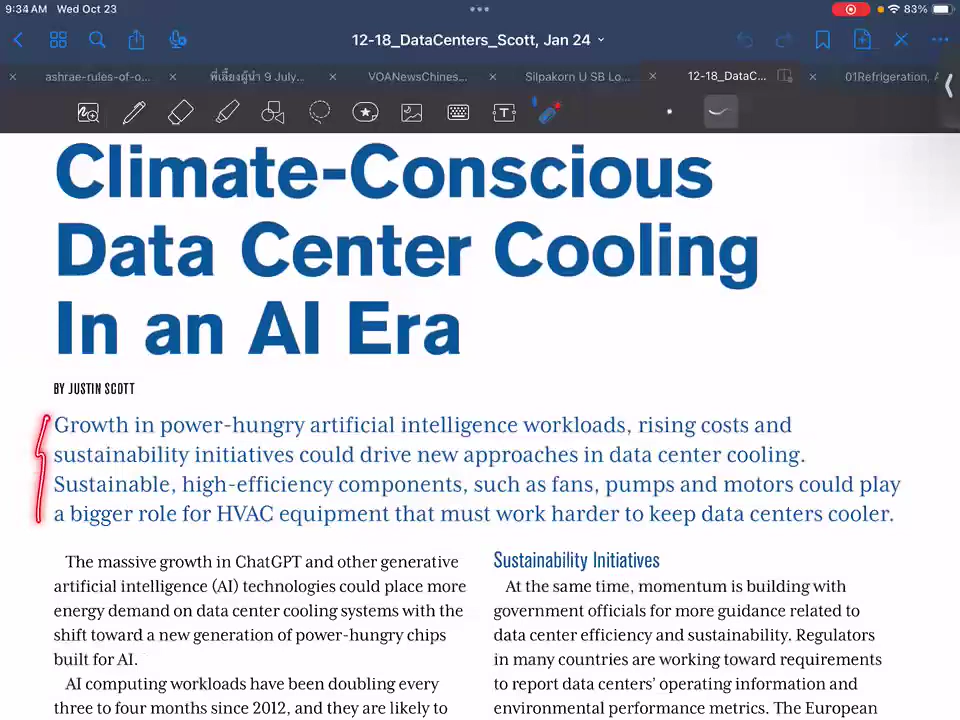 9:34 AM Wed Oct 23
83%
12-18_DataCenters_Scott, Jan 24
ashrae-rules-of-o...
พี่เลี้ยงผู้นำ 9 July...
VOANewsChines...
Silpakorn U SB Lo...
12-18_DataC...
01Refrigeration, A
Climate-Conscious
Data Center Cooling
In an AI Era
BY JUSTIN SCOTT
Growth in power-hungry artificial intelligence workloads, rising costs and
sustainability initiatives could drive new approaches in data center cooling.
Sustainable, high-efficiency components, such as fans, pumps and motors could play
a bigger role for HVAC equipment that must work harder to keep data centers cooler.
The massive growth in ChatGPT and other generative
artificial intelligence (AI) technologies could place more
energy demand on data center cooling systems with the
shift toward a new generation of power-hungry chips
built for AI.
AI computing workloads have been doubling every
three to four months since 2012, and they are likely to
Sustainability Initiatives
At the same time, momentum is building with
government officials for more guidance related to
data center efficiency and sustainability. Regulators
in many countries are working toward requirements
to report data centers' operating information and
environmental performance metrics. The European